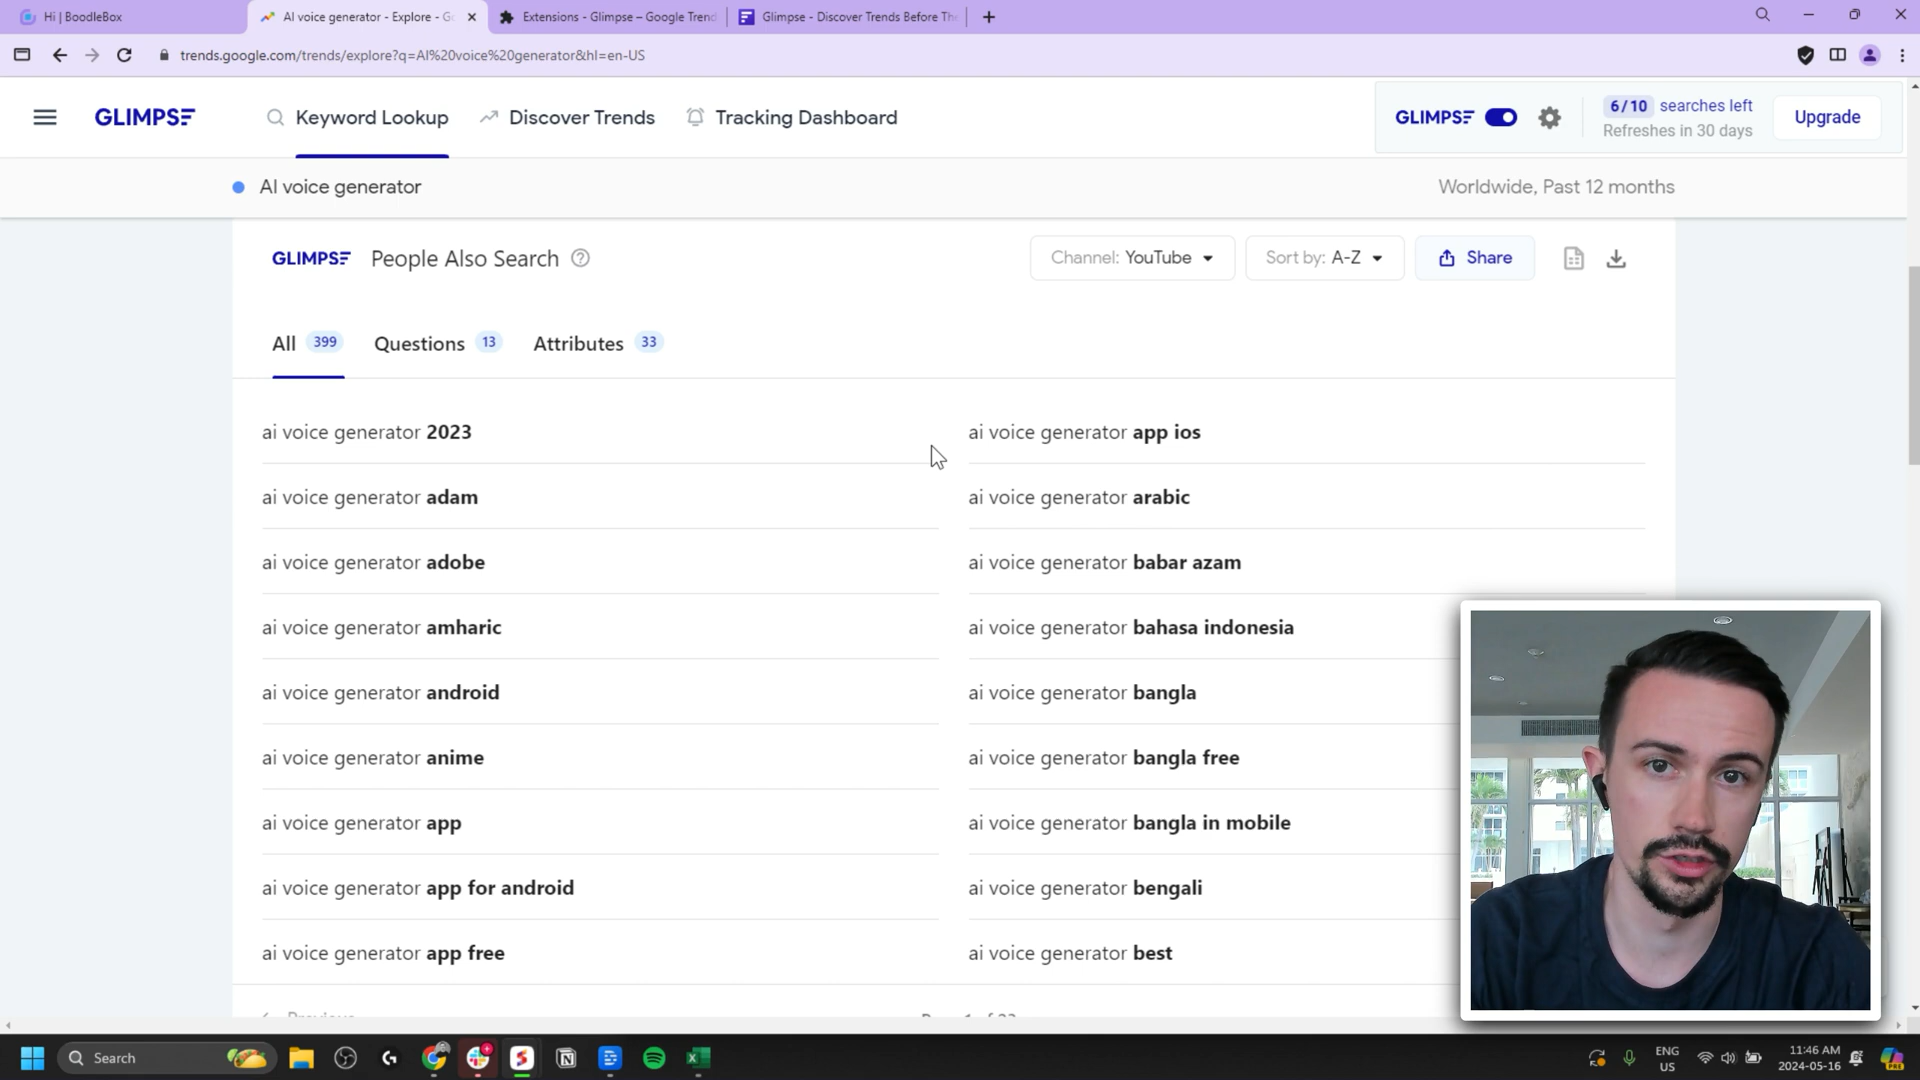 Hi | BoodleBox
AI voice generator - Explore - Go
Extensions - Glimpse – Google Trend
Glimpse - Discover Trends Before Th
trends.google.com/trends/explore?q=AI%20voice%20generator&hl=en-US
GLIMPSE
Keyword Lookup
Discover Trends
Tracking Dashboard
GLIMPSE
6/10 searches left
Refreshes in 30 days
Upgrade
AI voice generator
Worldwide, Past 12 months
GLIMPSE People Also Search
Channel: YouTube
Sort by: A-Z
Share
All 399
Questions 13
Attributes 33
ai voice generator 2023
ai voice generator adam
ai voice generator adobe
ai voice generator amharic
ai voice generator android
ai voice generator anime
ai voice generator app
ai voice generator app for android
ai voice generator app free
ai voice generator app ios
ai voice generator arabic
ai voice generator babar azam
ai voice generator bahasa indonesia
ai voice generator bangla
ai voice generator bangla free
ai voice generator bangla in mobile
ai voice generator bengali
ai voice generator best
Previous
Search
ENG
US
11:46 AM
2024-05-16